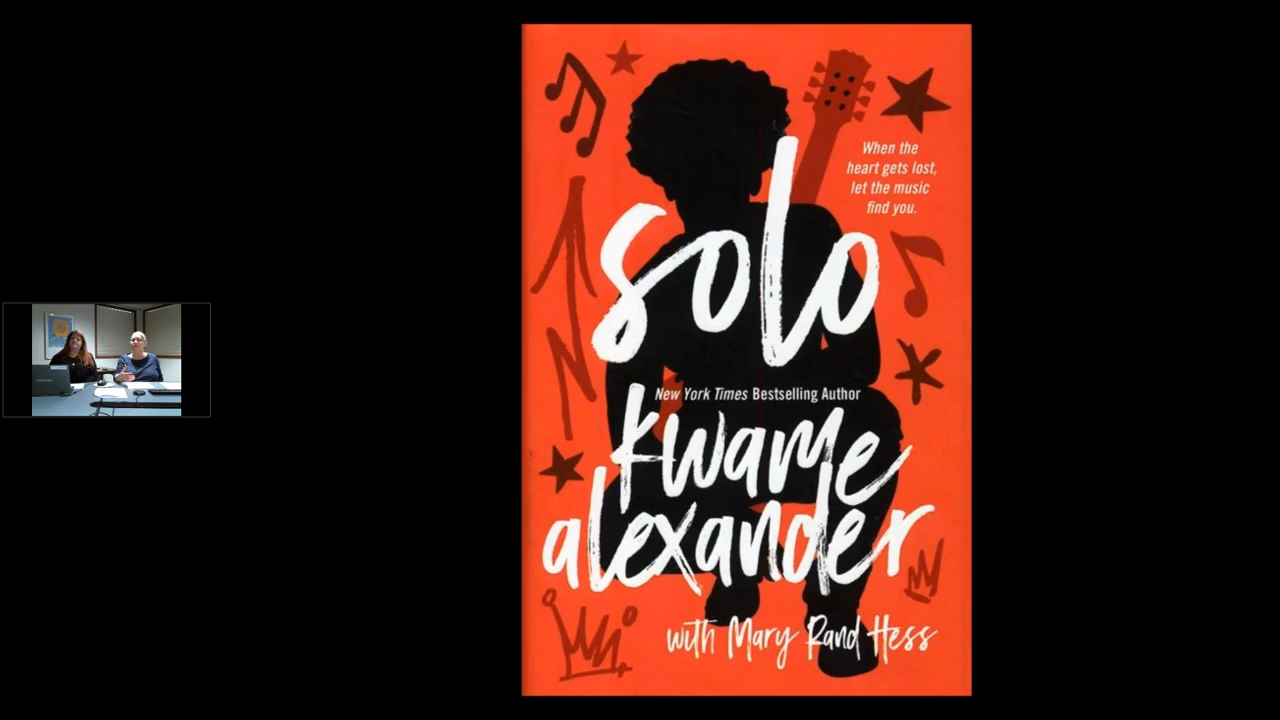 When the
heart gets lost,
let the music
find you.
solo
New York Times Bestselling Author
kwame
alexander
with Mary Rand Hess